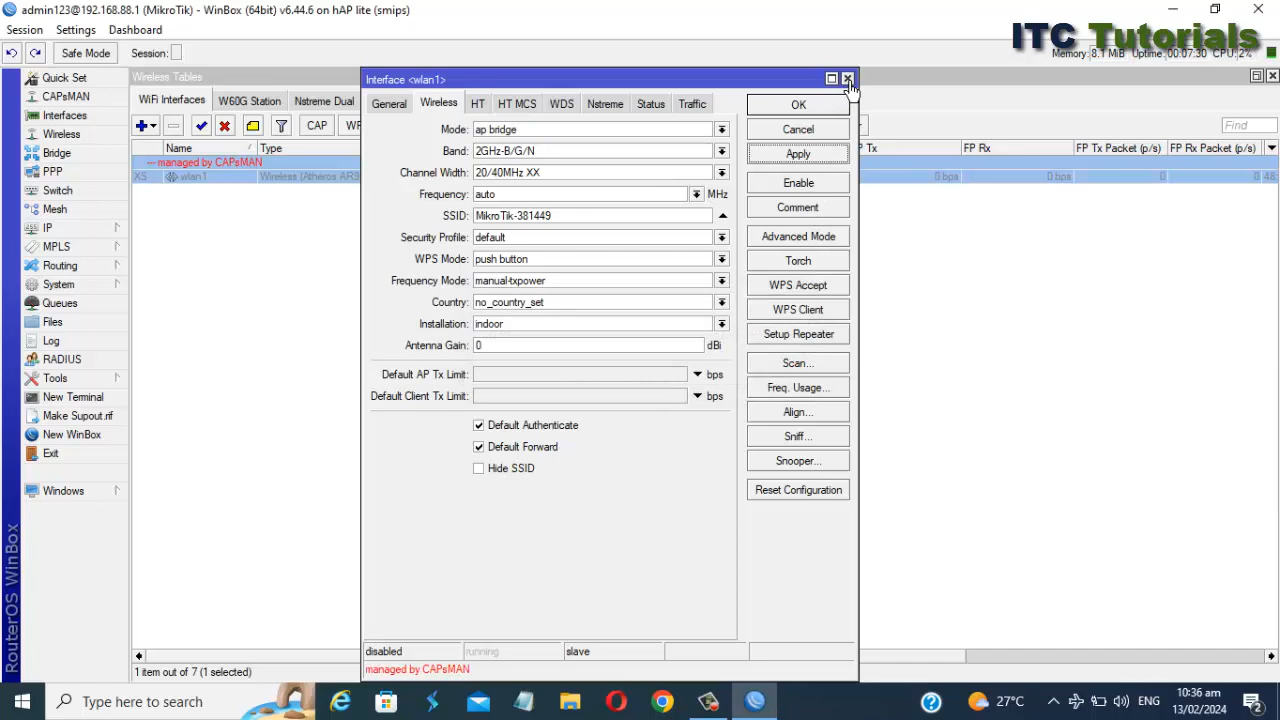 admin123@192.168.88.1 (MikroTik) - WinBox (64bit) v6.44.6 on hAP lite (smips)
ITC Tutorials
Session Settings Dashboard
Safe Mode Session:
Memory: 8.1 MiB Uptime: 00:07:30 CPU: 2%
Quick Set
CAPsMAN
Interfaces
Wireless
Bridge
PPP
Switch
Mesh
IP
MPLS
Routing
System
Queues
Files
Log
RADIUS
Tools
New Terminal
Make Supout.rif
New WinBox
Exit
Windows
RouterOS WinBox
Wireless Tables
WiFi Interfaces W60G Station Nstreme Dual
CAP
Find
Name Type
FP Rx FP Tx Packet (p/s) FP Rx Packet (p/s)
--- managed by CAPsMAN
XS wlan1 Wireless (Atheros AR9
0 bps 0 bps 0 0 48
1 item out of 7 (1 selected)
Interface <wlan1>
General Wireless HT HT MCS WDS Nstreme Status Traffic
Mode: ap bridge
Band: 2GHz-B/G/N
Channel Width: 20/40MHz XX
Frequency: auto MHz
SSID: MikroTik-381449
Security Profile: default
WPS Mode: push button
Frequency Mode: manual-txpower
Country: no_country_set
Installation: indoor
Antenna Gain: 0 dBi
Default AP Tx Limit: bps
Default Client Tx Limit: bps
Default Authenticate
Default Forward
Hide SSID
OK
Cancel
Apply
Enable
Comment
Advanced Mode
Torch
WPS Accept
WPS Client
Setup Repeater
Scan...
Freq. Usage...
Align...
Sniff...
Snooper...
Reset Configuration
disabled running slave
managed by CAPsMAN
Type here to search
27°C
ENG
10:36 am
13/02/2024
2